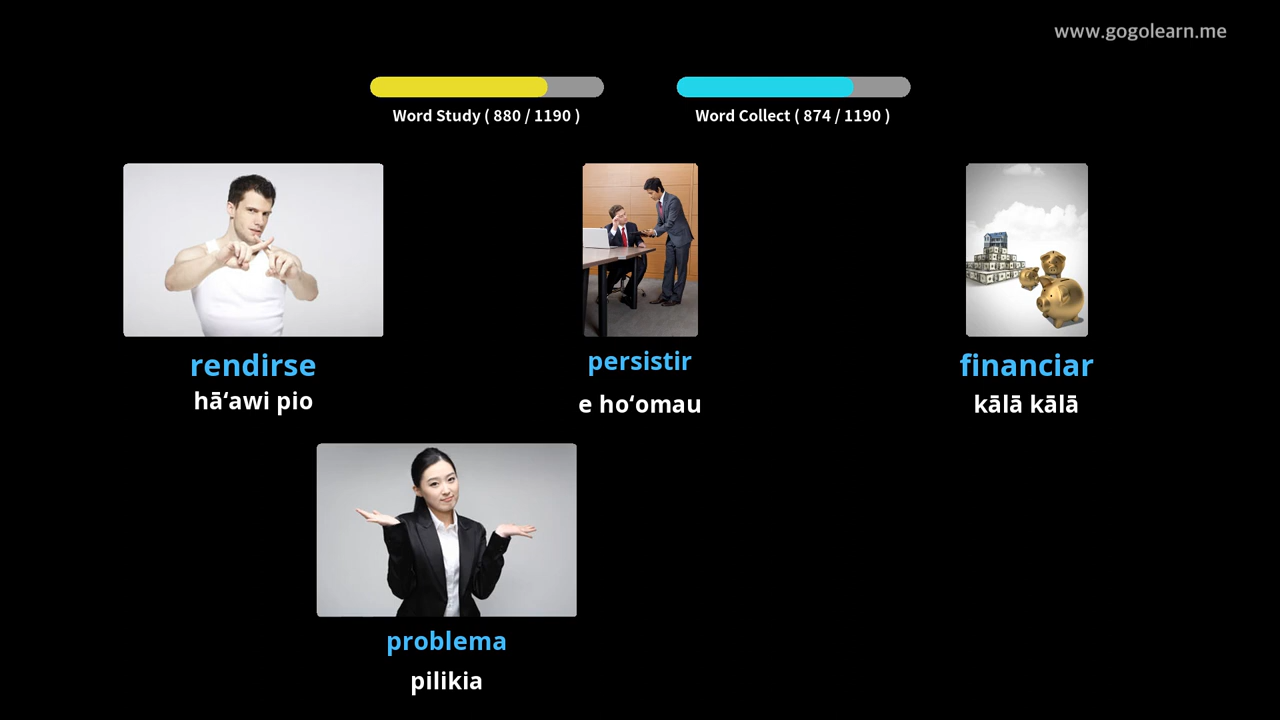 www.gogolearn.me
Word Study ( 880 / 1190 )
Word Collect ( 874 / 1190 )
rendirse
hāʻawi pio
persistir
e hoʻomau
financiar
kālā kālā
problema
pilikia